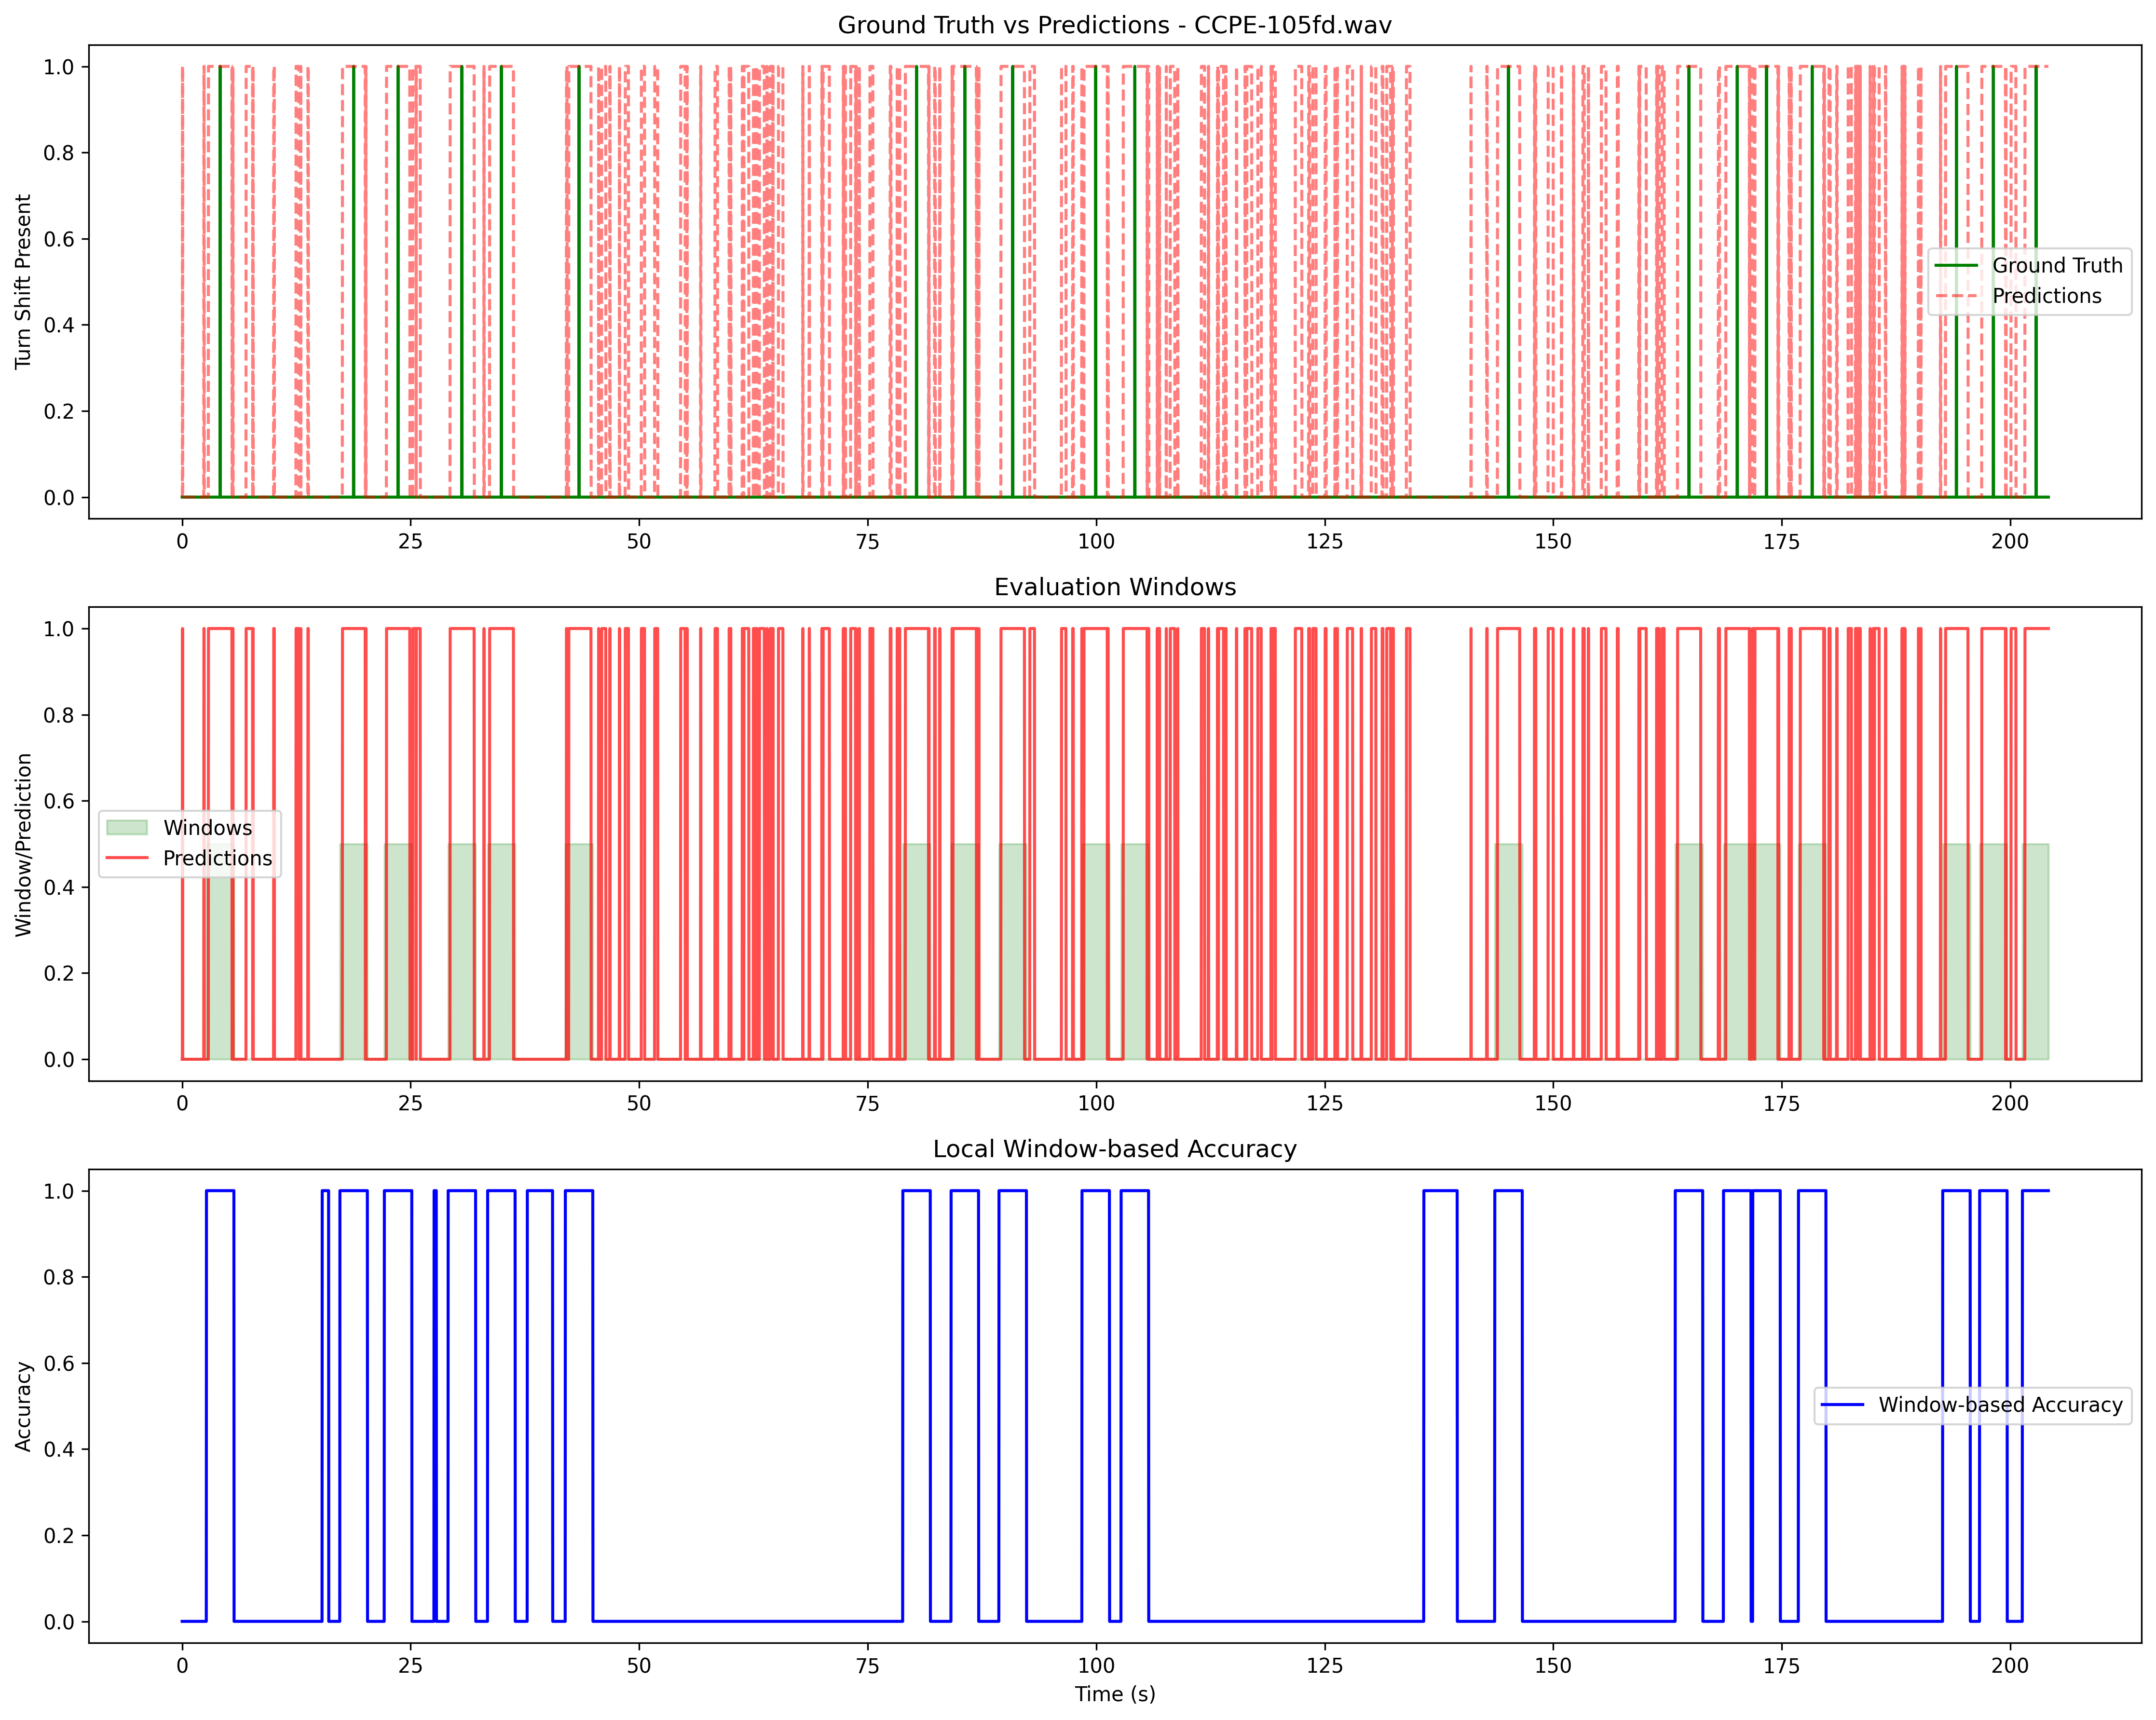 Ground Truth vs Predictions - CCPE-105fd.wav
1.0
0.8
0.6
0.4
0.2
0.0
Turn Shift Present
Ground Truth
Predictions
0 25 50 75 100 125 150 175 200
Evaluation Windows
1.0
0.8
0.6
0.4
0.2
0.0
Window/Prediction
Windows
Predictions
0 25 50 75 100 125 150 175 200
Local Window-based Accuracy
1.0
0.8
0.6
0.4
0.2
0.0
Accuracy
Window-based Accuracy
0 25 50 75 100 125 150 175 200
Time (s)